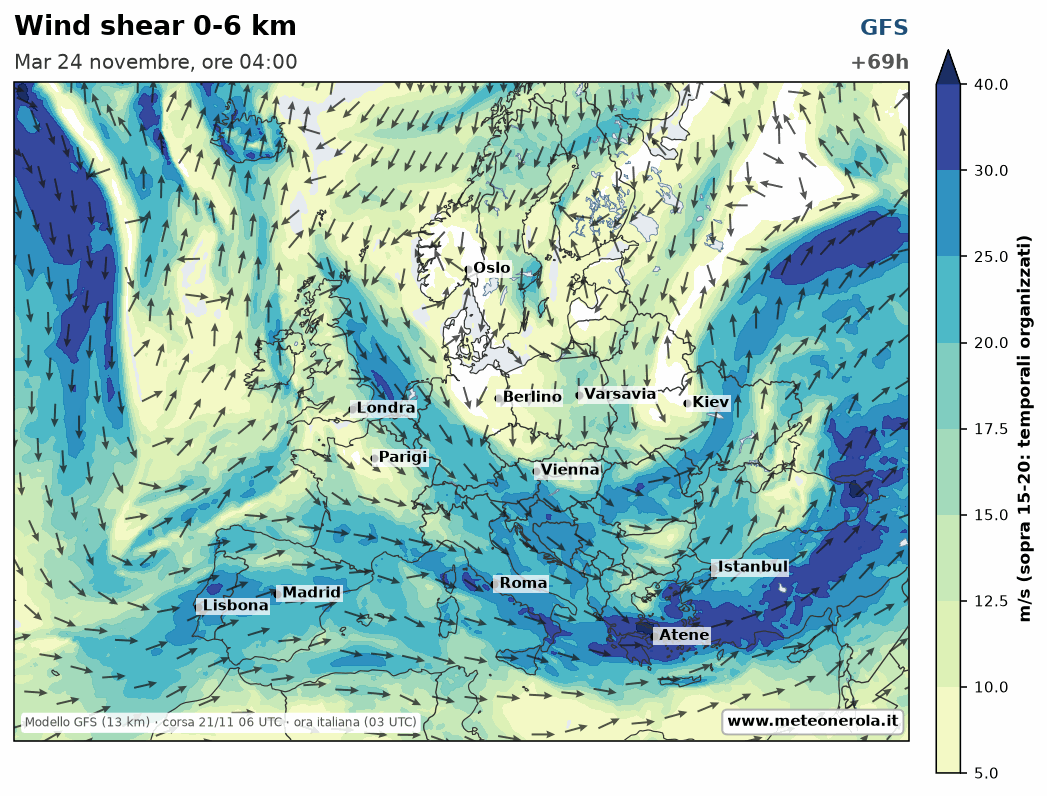 Wind shear 0-6 km
GFS
Mar 24 novembre, ore 04:00
+69h
40.0
30.0
25.0
20.0
17.5
15.0
12.5
10.0
5.0
m/s (sopra 15-20: temporali organizzati)
Oslo
Berlino
Varsavia
Kiev
Londra
Parigi
Vienna
Istanbul
Roma
Madrid
Lisbona
Atene
Modello GFS (13 km) · corsa 21/11 06 UTC · ora italiana (03 UTC)
www.meteonerola.it